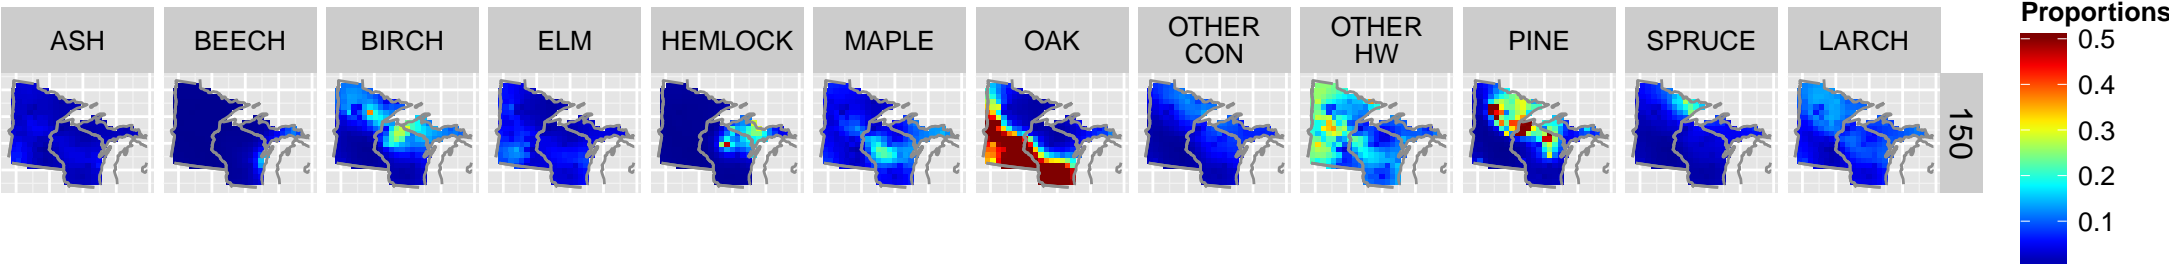 ASH
BEECH
BIRCH
ELM
HEMLOCK
MAPLE
OAK
OTHER
CON
OTHER
HW
PINE
SPRUCE
LARCH
150
Proportions
0.5
0.4
0.3
0.2
0.1